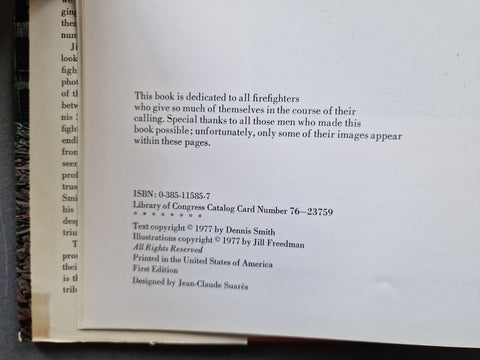 This book is dedicated to all firefighters
who give so much of themselves in the course of their
calling. Special thanks to all those men who made this
book possible; unfortunately, only some of their images appear
within these pages.
ISBN: 0-385-11585-7
Library of Congress Catalog Card Number 76—23759
* * * * * * * *
Text copyright © 1977 by Dennis Smith
Illustrations copyright © 1977 by Jill Freedman
All Rights Reserved
Printed in the United States of America
First Edition
Designed by Jean-Claude Suarès